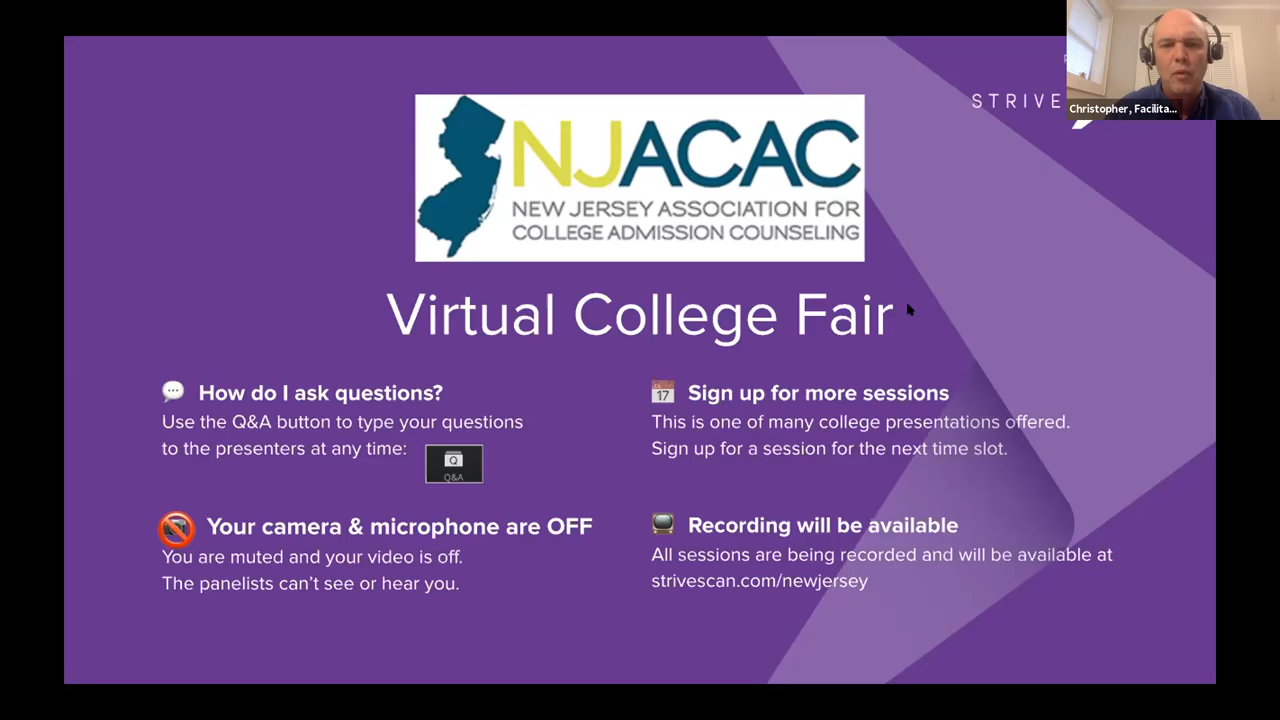 STRIVE
Christopher, Facilita...
NJACAC
NEW JERSEY ASSOCIATION FOR
COLLEGE ADMISSION COUNSELING
Virtual College Fair
How do I ask questions?
Use the Q&A button to type your questions
to the presenters at any time:
Q
Q&A
Your camera & microphone are OFF
You are muted and your video is off.
The panelists can't see or hear you.
17
Sign up for more sessions
This is one of many college presentations offered.
Sign up for a session for the next time slot.
Recording will be available
All sessions are being recorded and will be available at
strivescan.com/newjersey